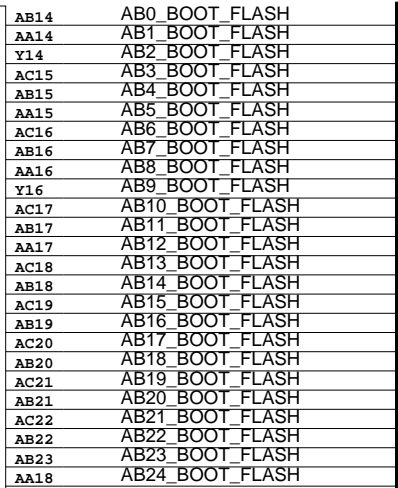 AB14 AB0_BOOT_FLASH
AA14 AB1_BOOT_FLASH
Y14 AB2_BOOT_FLASH
AC15 AB3_BOOT_FLASH
AB15 AB4_BOOT_FLASH
AA15 AB5_BOOT_FLASH
AC16 AB6_BOOT_FLASH
AB16 AB7_BOOT_FLASH
AA16 AB8_BOOT_FLASH
Y16 AB9_BOOT_FLASH
AC17 AB10_BOOT_FLASH
AB17 AB11_BOOT_FLASH
AA17 AB12_BOOT_FLASH
AC18 AB13_BOOT_FLASH
AB18 AB14_BOOT_FLASH
AC19 AB15_BOOT_FLASH
AB19 AB16_BOOT_FLASH
AC20 AB17_BOOT_FLASH
AB20 AB18_BOOT_FLASH
AC21 AB19_BOOT_FLASH
AB21 AB20_BOOT_FLASH
AC22 AB21_BOOT_FLASH
AB22 AB22_BOOT_FLASH
AB23 AB23_BOOT_FLASH
AA18 AB24_BOOT_FLASH